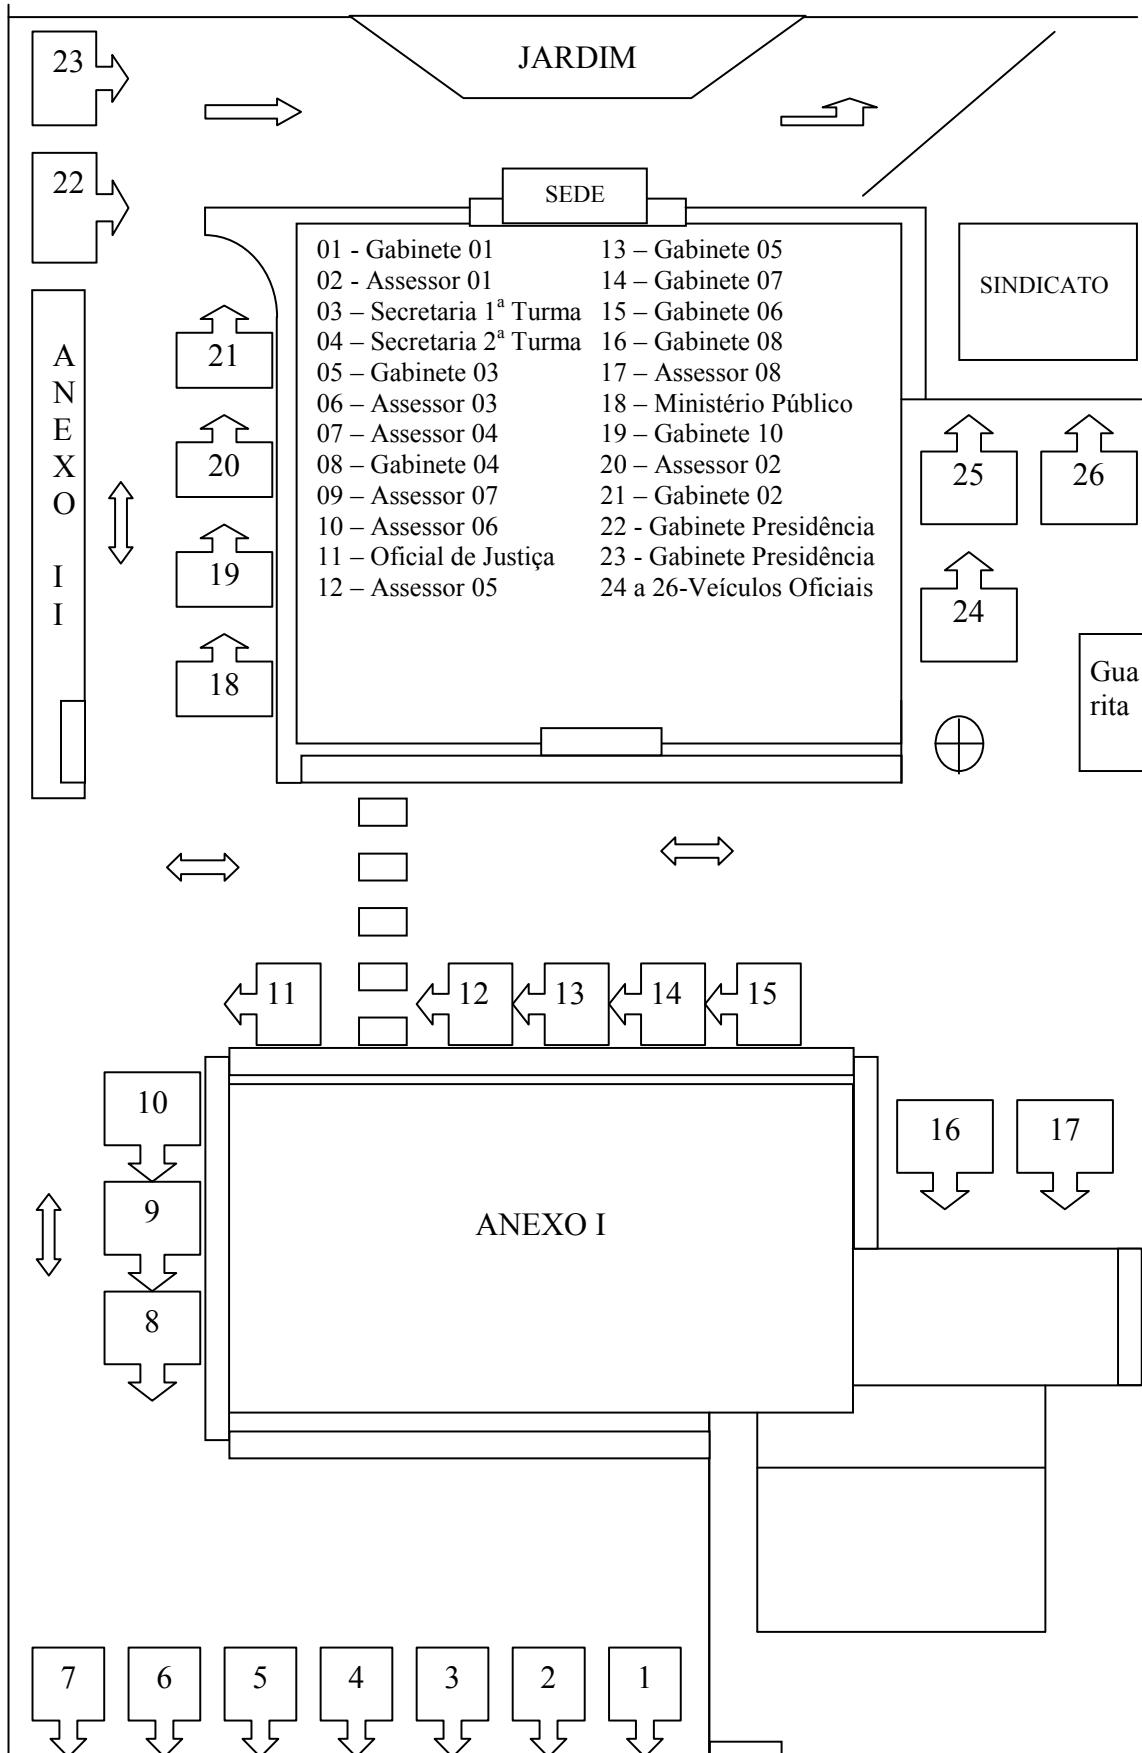 23
JARDIM
22
SEDE
01 - Gabinete 01
02 - Assessor 01
03 – Secretaria 1ª Turma
04 – Secretaria 2ª Turma
05 – Gabinete 03
06 – Assessor 03
07 – Assessor 04
08 – Gabinete 04
09 – Assessor 07
10 – Assessor 06
11 – Oficial de Justiça
12 – Assessor 05
13 – Gabinete 05
14 – Gabinete 07
15 – Gabinete 06
16 – Gabinete 08
17 – Assessor 08
18 – Ministério Público
19 – Gabinete 10
20 – Assessor 02
21 – Gabinete 02
22 - Gabinete Presidência
23 - Gabinete Presidência
24 a 26-Veículos Oficiais
SINDICATO
A
N
E
X
O
I
I
21
20
19
18
25
26
24
Gua
rita
11
12
13
14
15
10
9
8
16
17
ANEXO I
7
6
5
4
3
2
1